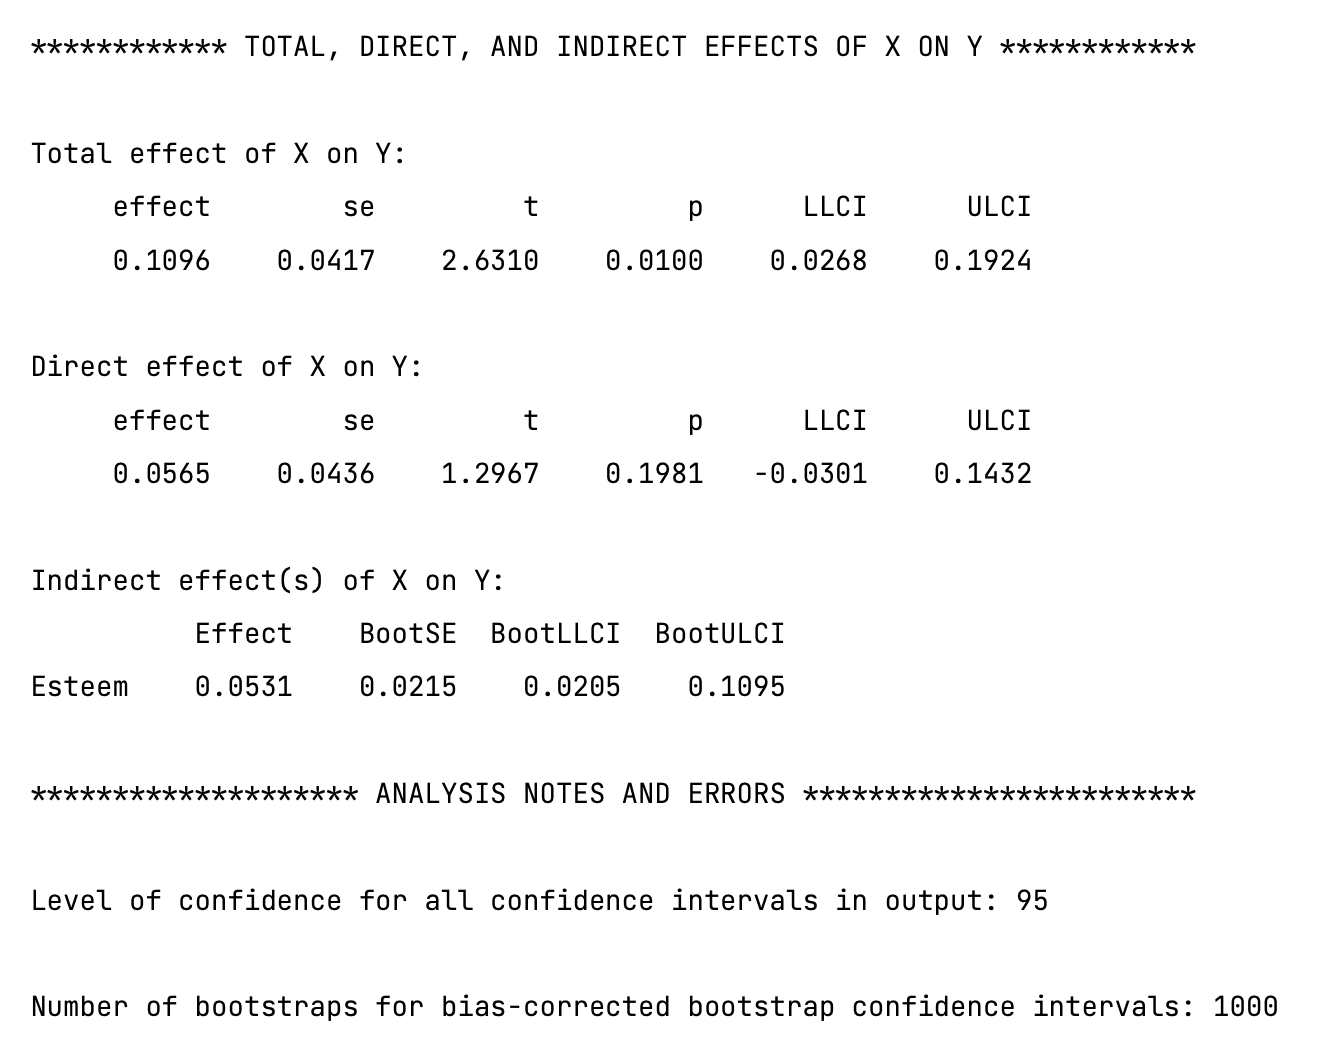 ************ TOTAL, DIRECT, AND INDIRECT EFFECTS OF X ON Y ************
Total effect of X on Y:
     effect        se         t         p      LLCI      ULCI
     0.1096    0.0417    2.6310    0.0100    0.0268    0.1924
Direct effect of X on Y:
     effect        se         t         p      LLCI      ULCI
     0.0565    0.0436    1.2967    0.1981   -0.0301    0.1432
Indirect effect(s) of X on Y:
          Effect    BootSE  BootLLCI  BootULCI
Esteem    0.0531    0.0215    0.0205    0.1095
******************** ANALYSIS NOTES AND ERRORS ************************
Level of confidence for all confidence intervals in output: 95
Number of bootstraps for bias-corrected bootstrap confidence intervals: 1000